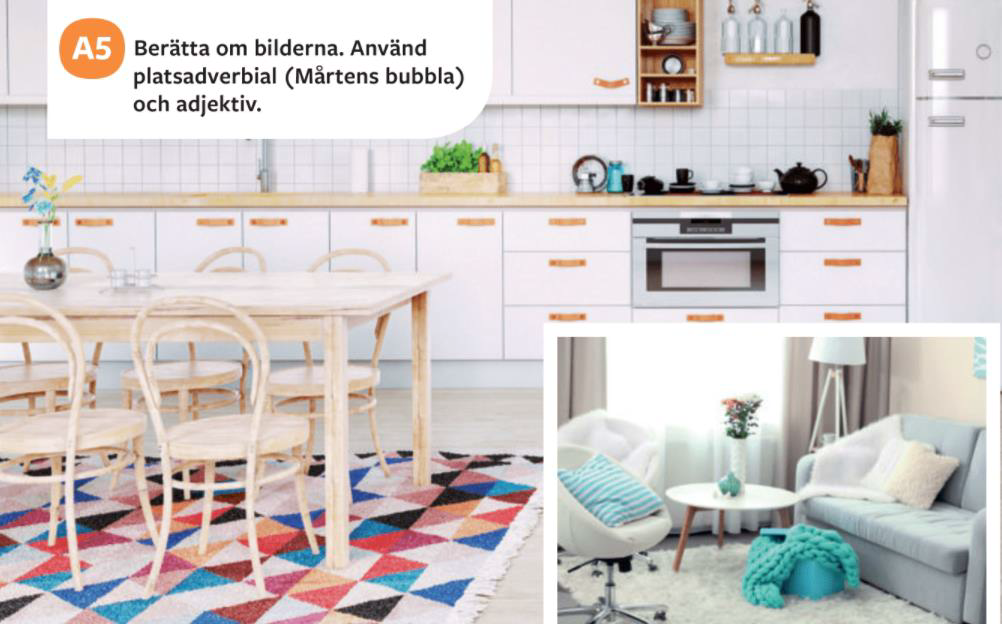 A5
Berätta om bilderna. Använd
platsadverbial (Mårtens bubbla)
och adjektiv.